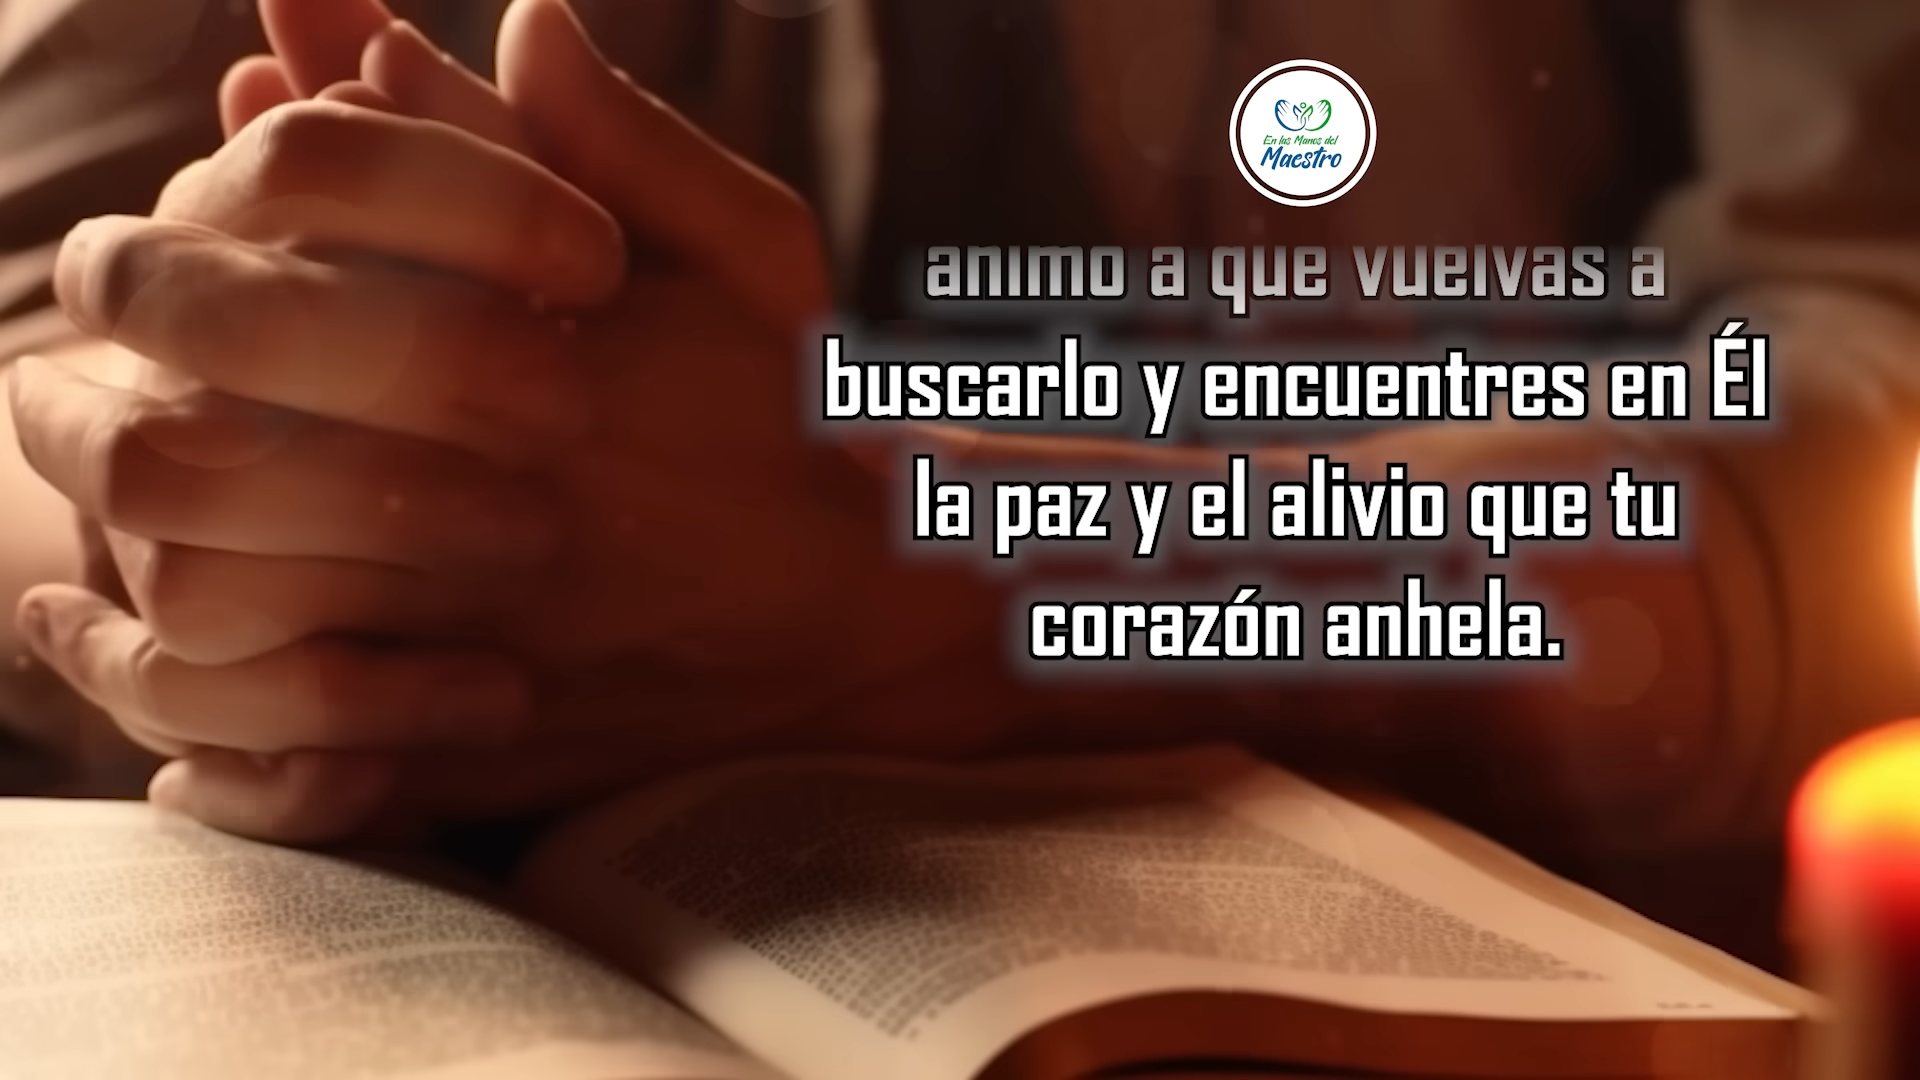 En las Manos del
Maestro
animo a que vuelvas a
buscarlo y encuentres en Él
la paz y el alivio que tu
corazón anhela.